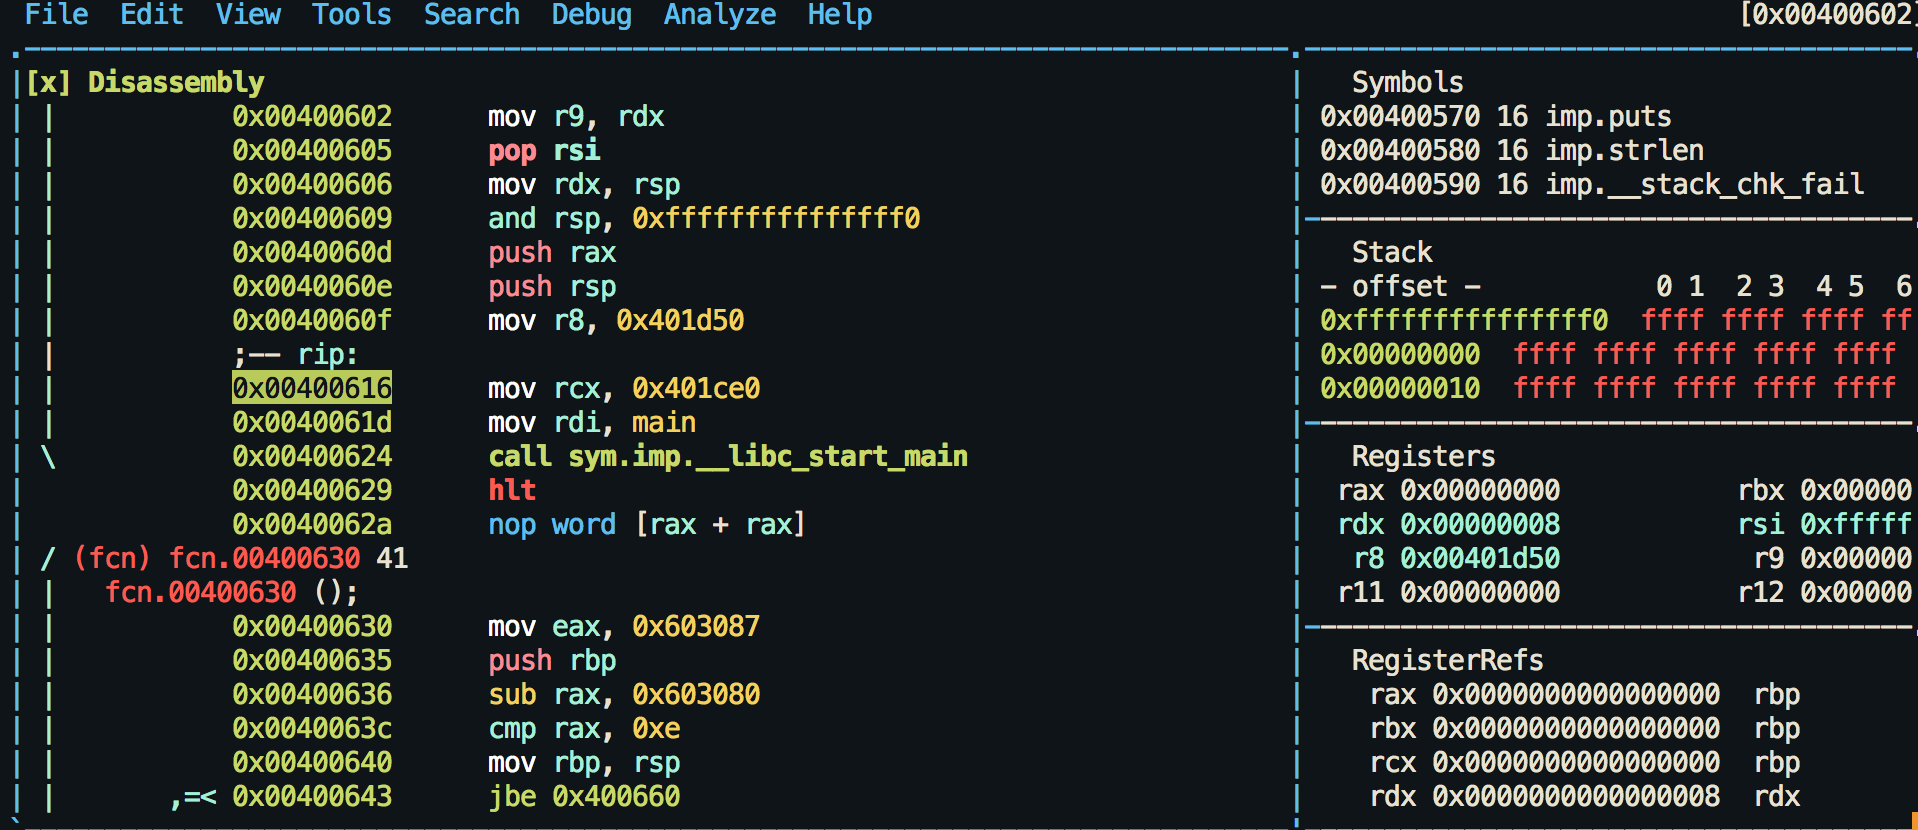 File Edit View Tools Search Debug Analyze Help [0x00400602]
[x] Disassembly
0x00400602 mov r9, rdx
0x00400605 pop rsi
0x00400606 mov rdx, rsp
0x00400609 and rsp, 0xfffffffffffffff0
0x0040060d push rax
0x0040060e push rsp
0x0040060f mov r8, 0x401d50
;-- rip:
0x00400616 mov rcx, 0x401ce0
0x0040061d mov rdi, main
0x00400624 call sym.imp.__libc_start_main
0x00400629 hlt
0x0040062a nop word [rax + rax]
/ (fcn) fcn.00400630 41
fcn.00400630 ();
0x00400630 mov eax, 0x603087
0x00400635 push rbp
0x00400636 sub rax, 0x603080
0x0040063c cmp rax, 0xe
0x00400640 mov rbp, rsp
,=< 0x00400643 jbe 0x400660
Symbols
0x00400570 16 imp.puts
0x00400580 16 imp.strlen
0x00400590 16 imp.__stack_chk_fail
Stack
- offset - 0 1 2 3 4 5 6
0xfffffffffffffff0 ffff ffff ffff ff
0x00000000 ffff ffff ffff ffff ffff
0x00000010 ffff ffff ffff ffff ffff
Registers
rax 0x00000000 rbx 0x00000
rdx 0x00000008 rsi 0xfffff
r8 0x00401d50 r9 0x00000
r11 0x00000000 r12 0x00000
RegisterRefs
rax 0x0000000000000000 rbp
rbx 0x0000000000000000 rbp
rcx 0x0000000000000000 rbp
rdx 0x0000000000000008 rdx